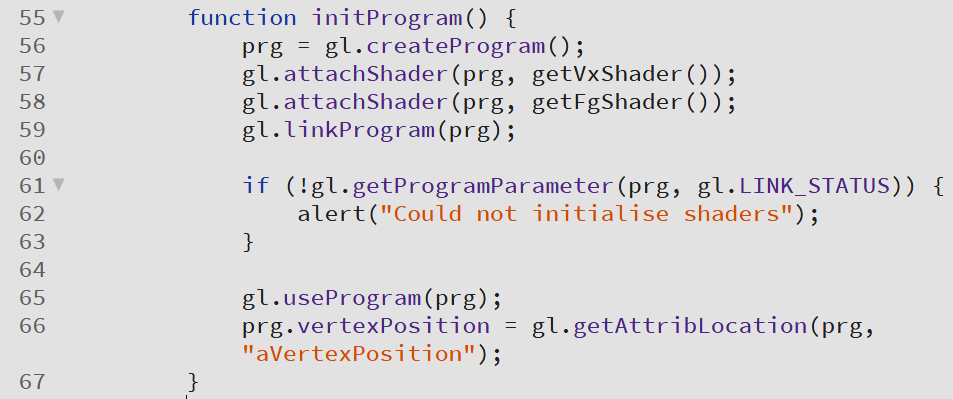 55 function initProgram() {
56 prg = gl.createProgram();
57 gl.attachShader(prg, getVxShader());
58 gl.attachShader(prg, getFgShader());
59 gl.linkProgram(prg);
60
61 if (!gl.getProgramParameter(prg, gl.LINK_STATUS)) {
62 alert("Could not initialise shaders");
63 }
64
65 gl.useProgram(prg);
66 prg.vertexPosition = gl.getAttribLocation(prg,
"aVertexPosition");
67 }